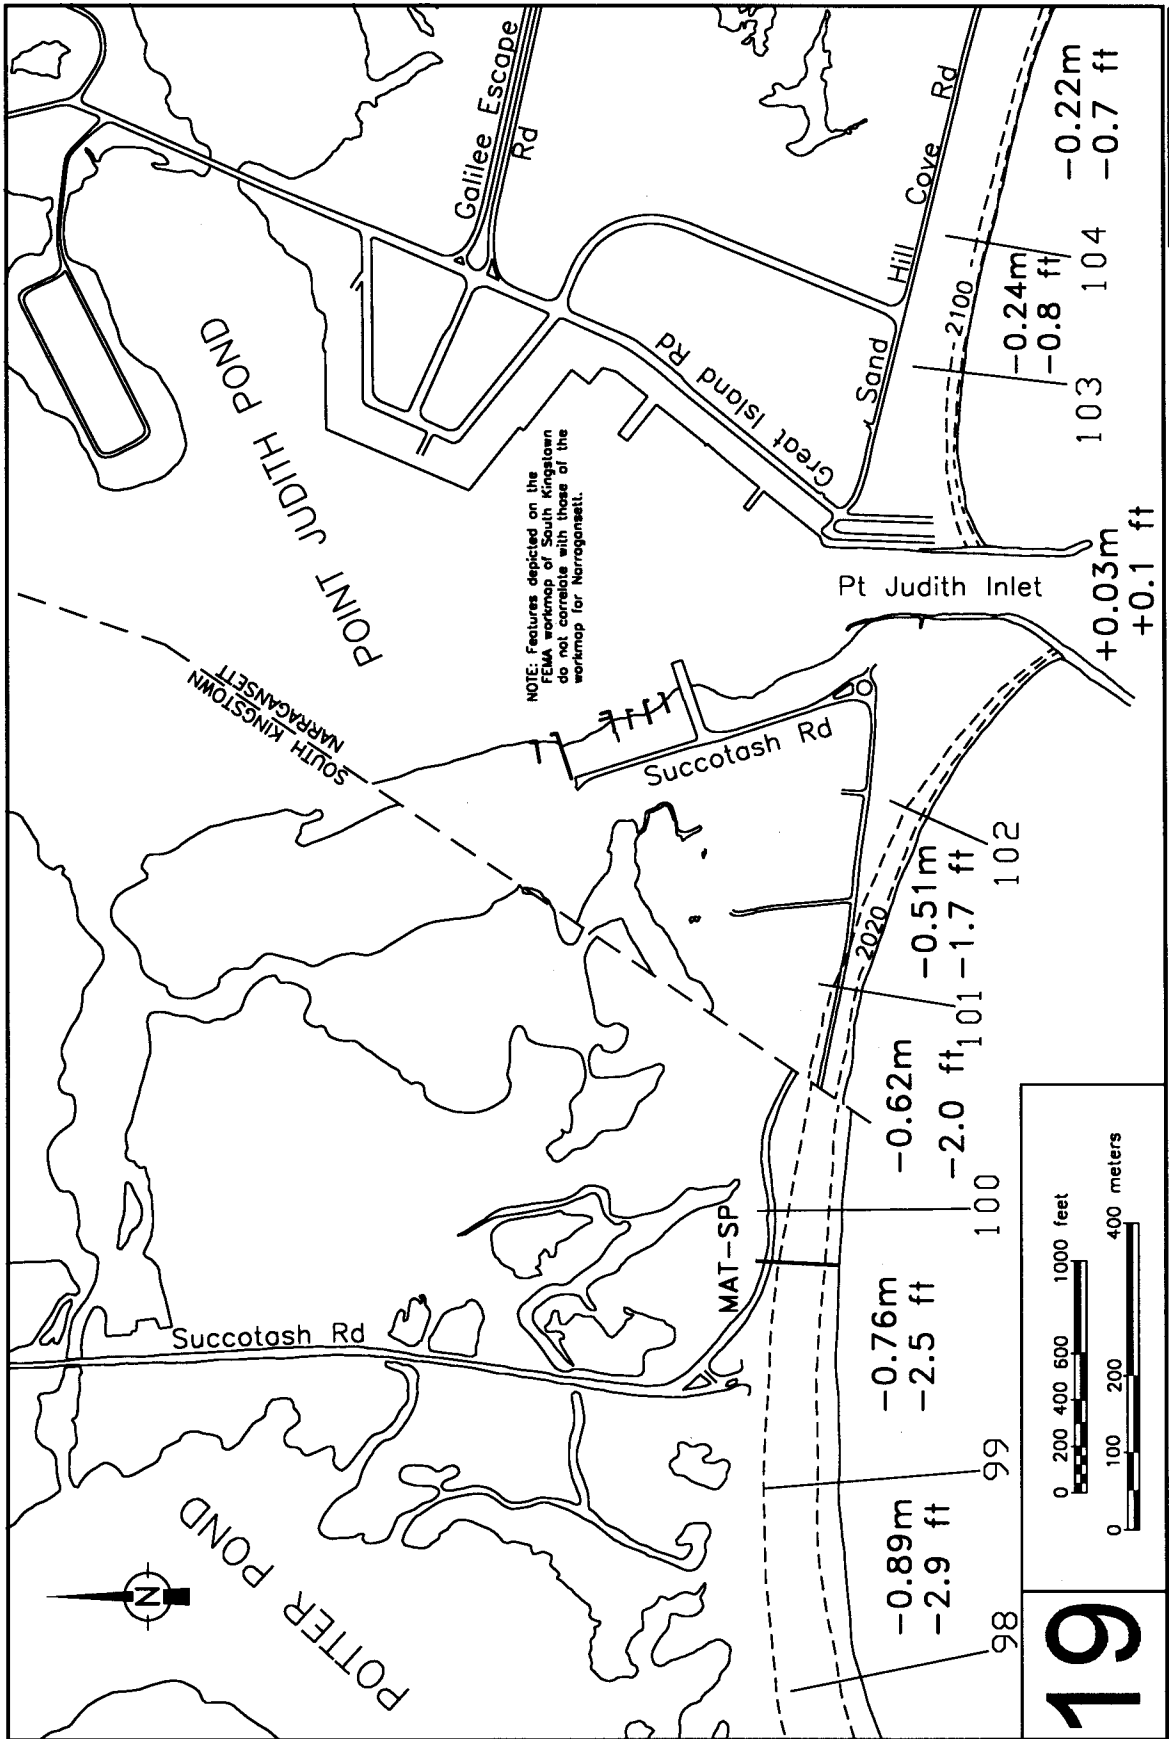 Galilee Escape
Rd
POINT JUDITH POND
Great Island Rd
Sand Hill Cove Rd
-0.22m
-0.7 ft
104
2100
-0.24m
-0.8 ft
103
NOTE: Features depicted on the
FEMA workmap of South Kingstown
do not correlate with those of the
workmap for Narragansett.
Pt Judith Inlet
+0.03m
+0.1 ft
SOUTH KINGSTOWN
NARRAGANSETT
Succotash Rd
102
-0.51m
-1.7 ft
2020
101
-0.62m
-2.0 ft
100
MAT-SP
Succotash Rd
-0.76m
-2.5 ft
99
POTTER POND
-0.89m
-2.9 ft
98
N
0 200 400 600 1000 feet
0 100 200 400 meters
19